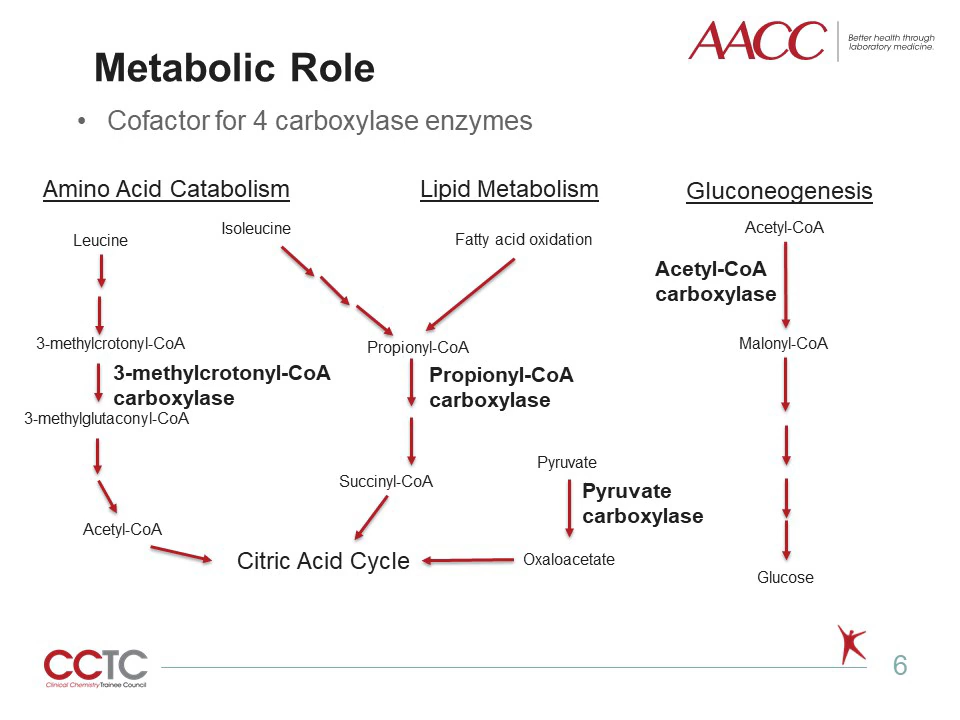 AACC
Better health through
laboratory medicine.
Metabolic Role
• Cofactor for 4 carboxylase enzymes
Amino Acid Catabolism
Lipid Metabolism
Gluconeogenesis
Leucine
Isoleucine
Fatty acid oxidation
Acetyl-CoA
Acetyl-CoA
carboxylase
3-methylcrotonyl-CoA
Propionyl-CoA
Malonyl-CoA
3-methylcrotonyl-CoA
carboxylase
Propionyl-CoA
carboxylase
3-methylglutaconyl-CoA
Pyruvate
Succinyl-CoA
Pyruvate
carboxylase
Acetyl-CoA
Citric Acid Cycle
Oxaloacetate
Glucose
CCTC
Clinical Chemistry Trainee Council
6